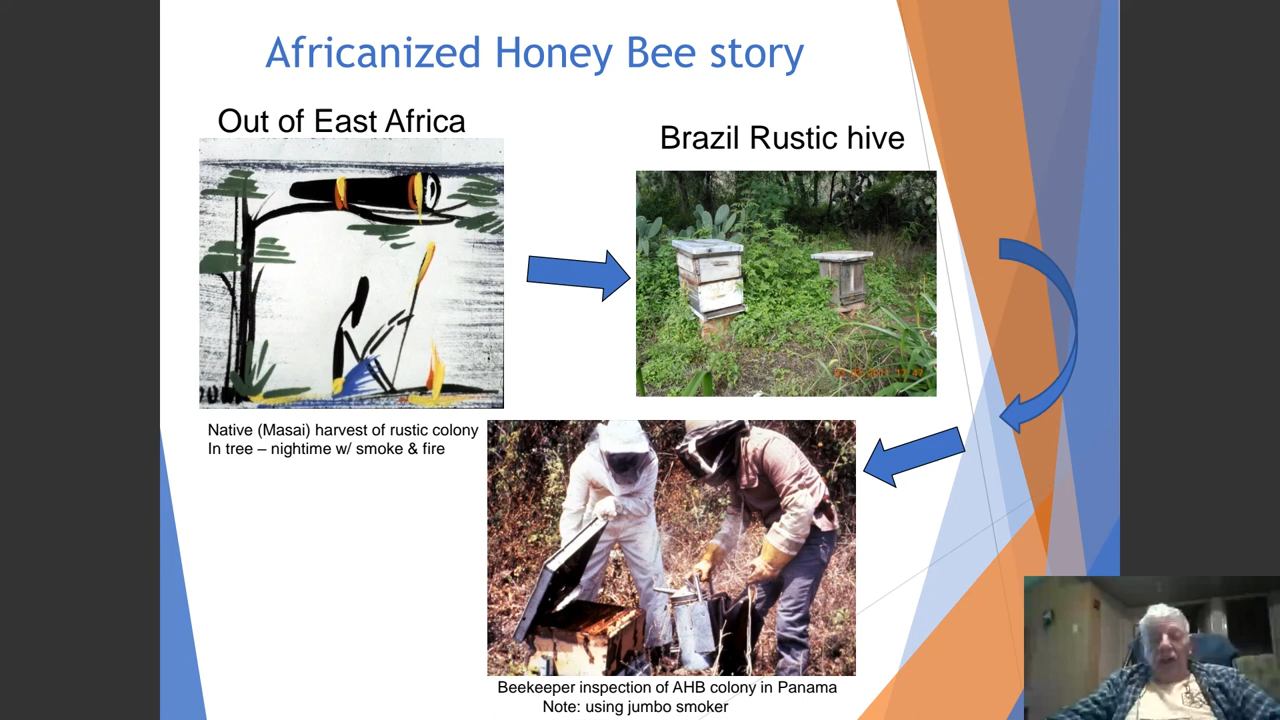 Africanized Honey Bee story
Out of East Africa
Brazil Rustic hive
Native (Masai) harvest of rustic colony
In tree – nightime w/ smoke & fire
Beekeeper inspection of AHB colony in Panama
Note: using jumbo smoker